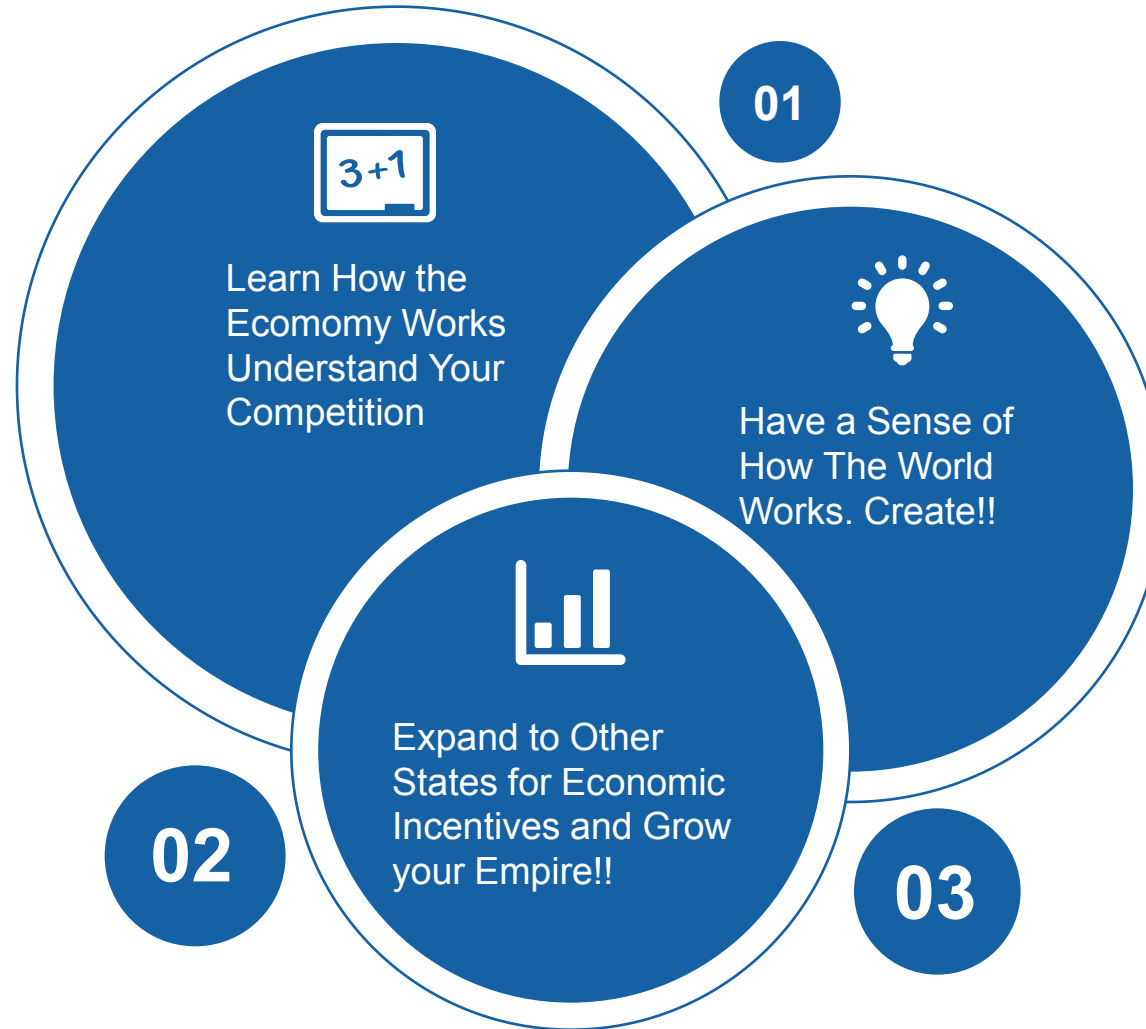 01
3+1
Learn How the
Ecomomy Works
Understand Your
Competition
Have a Sense of
How The World
Works. Create!!
Expand to Other
States for Economic
Incentives and Grow
your Empire!!
02
03